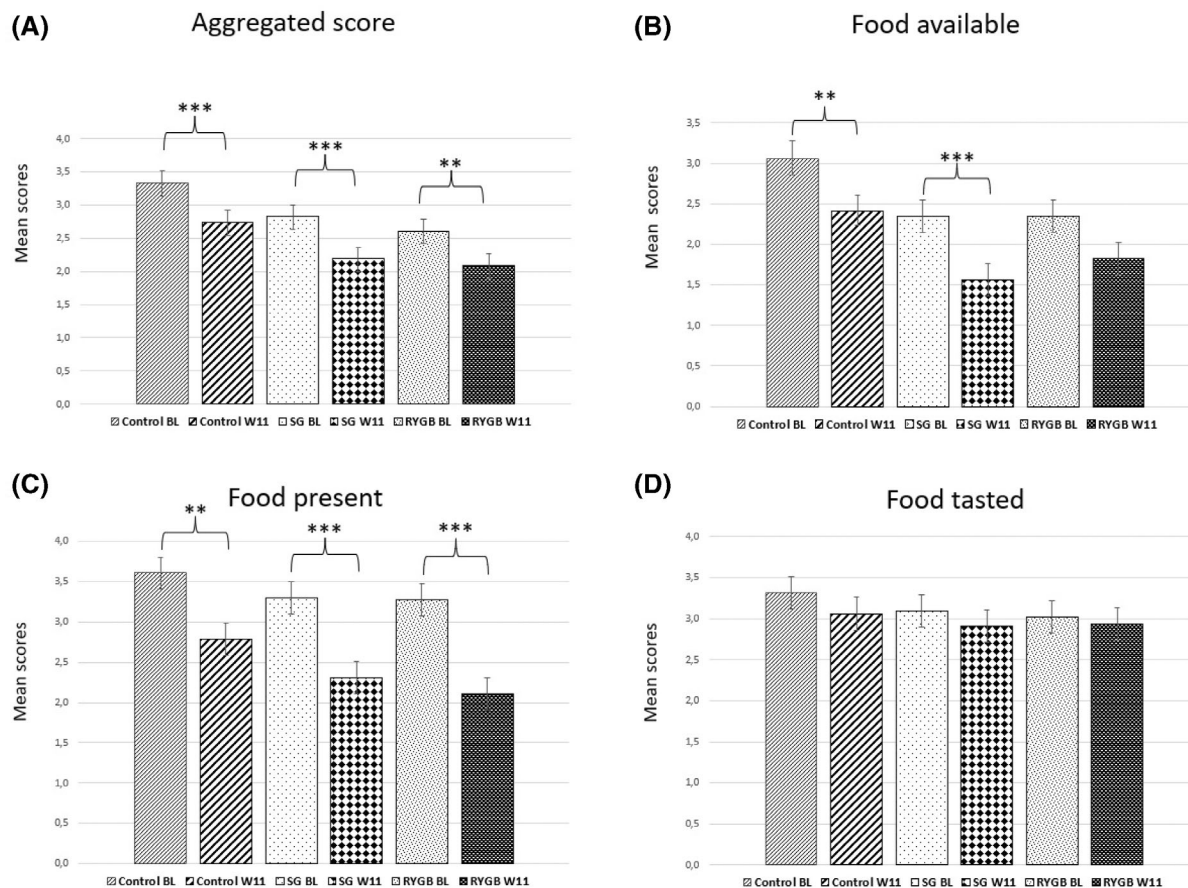 (A)
Aggregated score
Mean scores
4,0
3,5
3,0
2,5
2,0
1,5
1,0
0,5
0,0
***
***
**
Control BL Control W11 SG BL SG W11 RYGB BL RYGB W11
(B)
Food available
Mean scores
3,5
3,0
2,5
2,0
1,5
1,0
0,5
0,0
**
***
Control BL Control W11 SG BL SG W11 RYGB BL RYGB W11
(C)
Food present
Mean scores
4,0
3,5
3,0
2,5
2,0
1,5
1,0
0,5
0,0
**
***
***
Control BL Control W11 SG BL SG W11 RYGB BL RYGB W11
(D)
Food tasted
Mean scores
4,0
3,5
3,0
2,5
2,0
1,5
1,0
0,5
0,0
Control BL Control W11 SG BL SG W11 RYGB BL RYGB W11